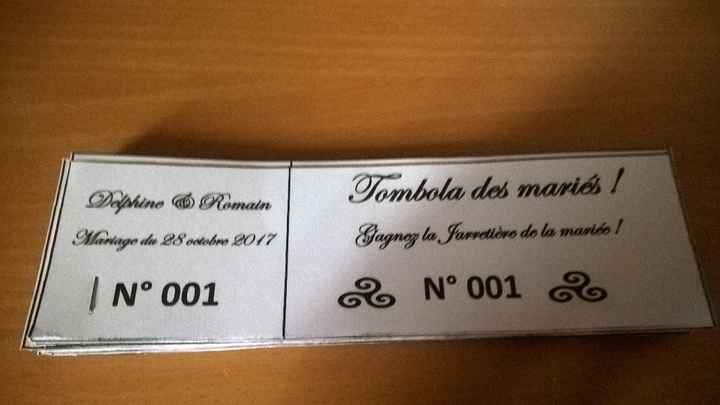 Delphine & Romain
Mariage du 28 octobre 2017
N° 001
Tombola des mariés !
Gagnez la Jarretière de la mariée !
N° 001